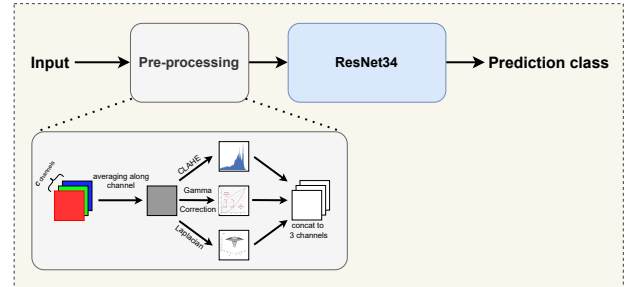 Input
Pre-processing
ResNet34
Prediction class
C channels
averaging along
channel
CLAHE
Gamma
Correction
Laplacian
concat to
3 channels